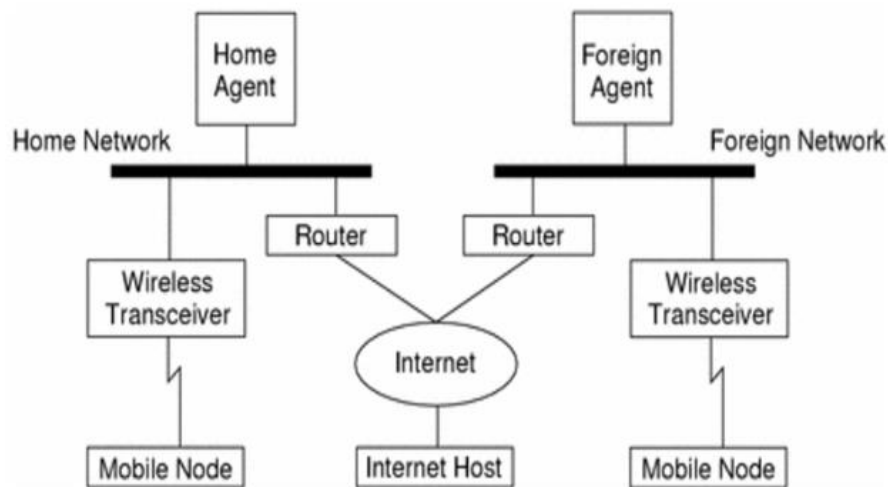 Home
Agent
Foreign
Agent
Home Network
Foreign Network
Router
Router
Wireless
Transceiver
Wireless
Transceiver
Internet
Mobile Node
Internet Host
Mobile Node